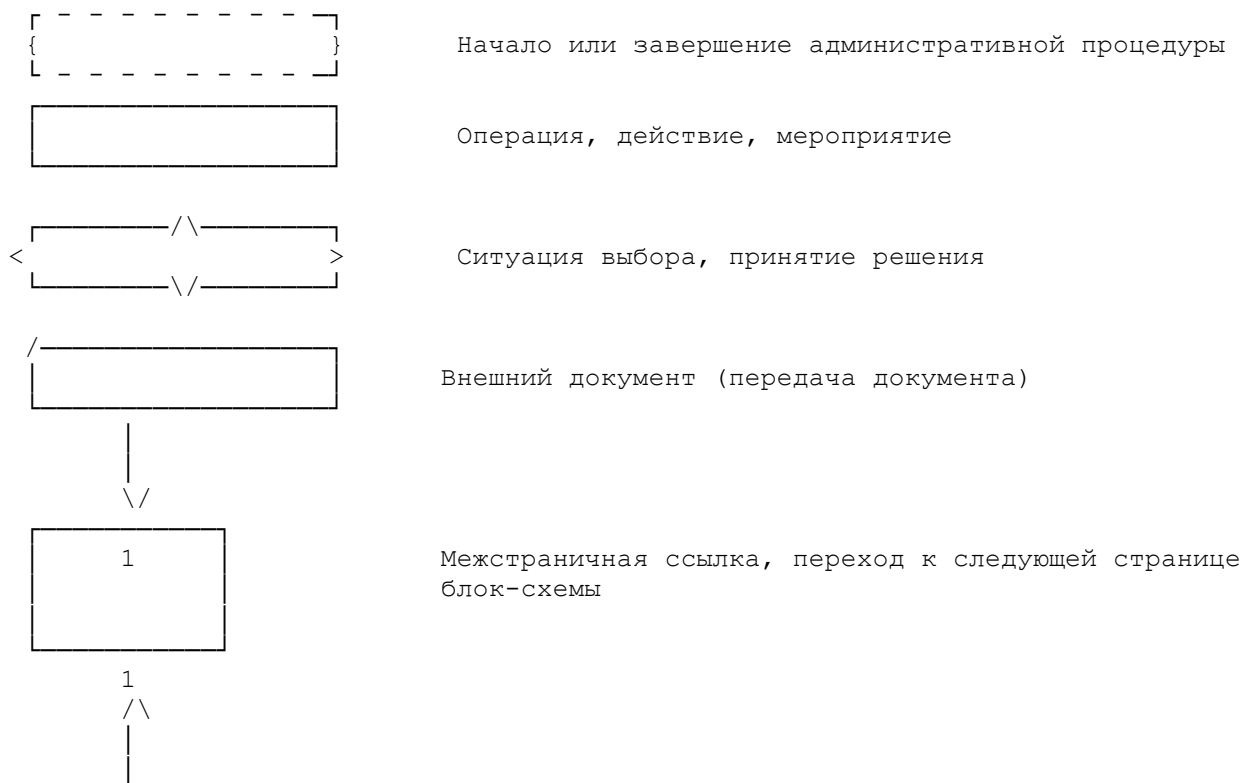 Начало или завершение административной процедуры
Операция, действие, мероприятие
Ситуация выбора, принятие решения
Внешний документ (передача документа)
1
Межстраничная ссылка, переход к следующей странице
блок-схемы
1